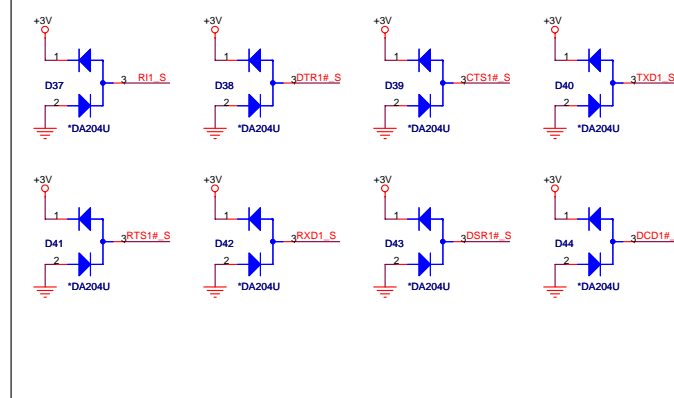 +3V +3V +3V +3V
1 1 1 1
D37 3 RI1_S D38 3 DTR1#_S D39 3 CTS1#_S D40 3 TXD1_S
2 2 2 2
*DA204U *DA204U *DA204U *DA204U
+3V +3V +3V +3V
1 1 1 1
D41 3 RTS1#_S D42 3 RXD1_S D43 3 DSR1#_S D44 3 DCD1#_
2 2 2 2
*DA204U *DA204U *DA204U *DA204U